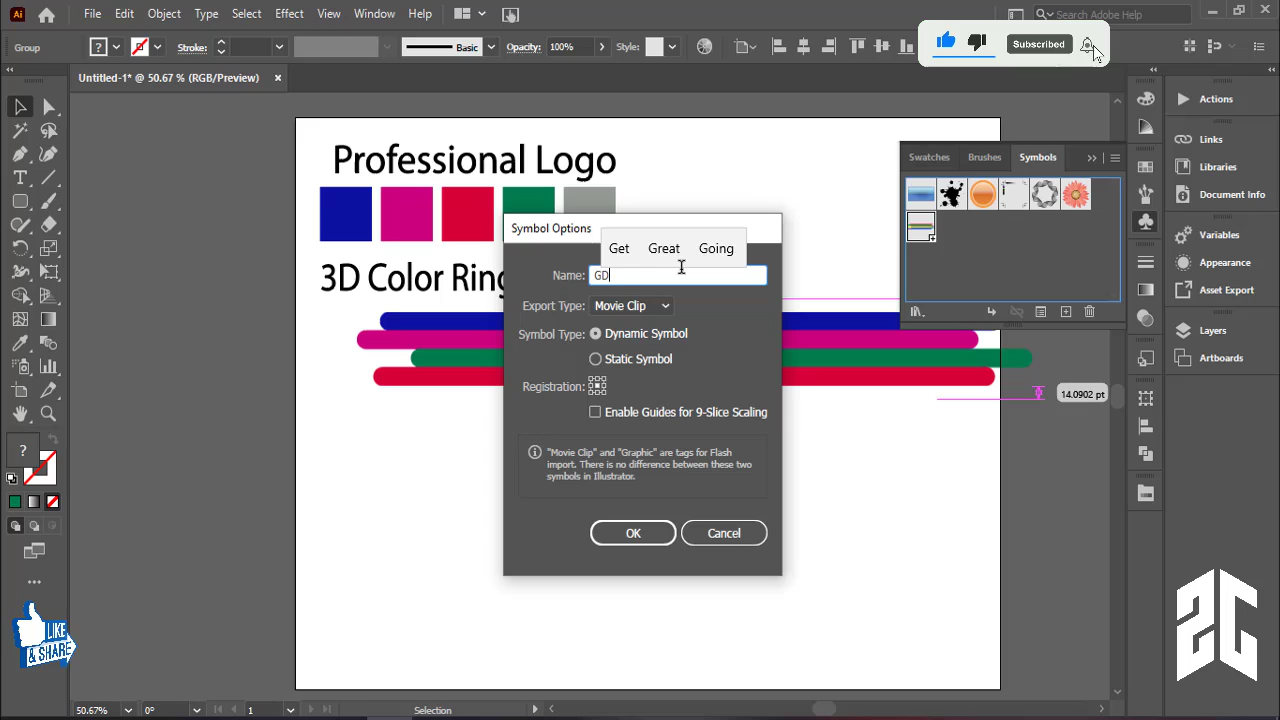 Ai
File
Edit
Object
Type
Select
Effect
View
Window
Help
Search Adobe Help
Group
?
Stroke:
Basic
Opacity:
100%
Style:
Subscribed
Untitled-1* @ 50.67 % (RGB/Preview)
×
Professional Logo
3D Color Ring
Swatches
Brushes
Symbols
Actions
Links
Libraries
Document Info
Variables
Appearance
Asset Export
Layers
Artboards
Symbol Options
Get
Great
Going
Name:
GD
Export Type:
Movie Clip
Symbol Type:
Dynamic Symbol
Static Symbol
Registration:
Enable Guides for 9-Slice Scaling
"Movie Clip" and "Graphic" are tags for Flash
import. There is no difference between these two
symbols in Illustrator.
OK
Cancel
14.0902 pt
?
LIKE
& SHARE
50.67%
0°
1
Selection